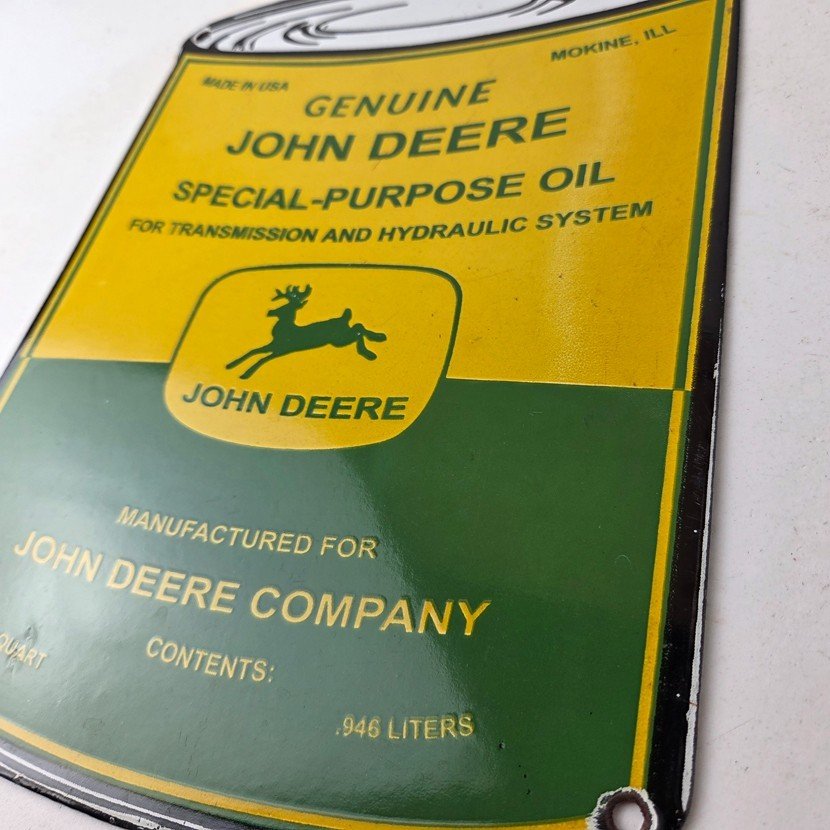 MOKINE, ILL
MADE IN USA
GENUINE
JOHN DEERE
SPECIAL-PURPOSE OIL
FOR TRANSMISSION AND HYDRAULIC SYSTEM
JOHN DEERE
MANUFACTURED FOR
JOHN DEERE COMPANY
QUART
CONTENTS:
.946 LITERS